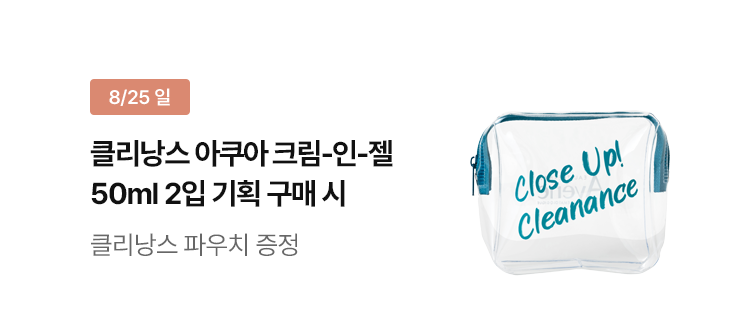 8/25 일
클리낭스 아쿠아 크림-인-젤
50ml 2입 기획 구매 시
클리낭스 파우치 증정
Close Up!
Cleanance